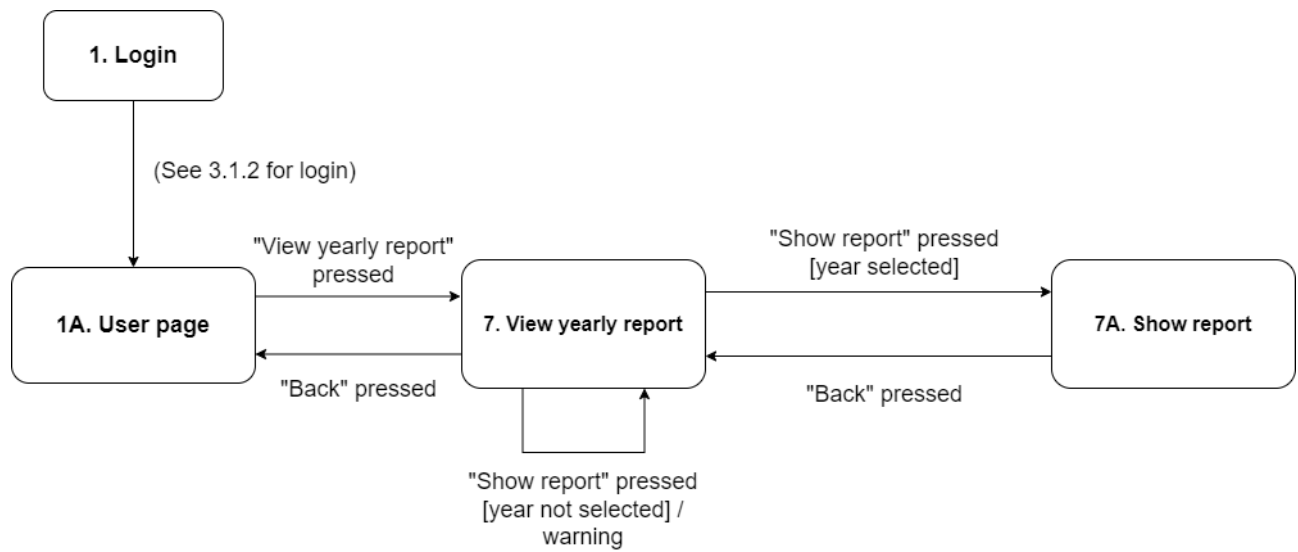 1. Login
(See 3.1.2 for login)
"View yearly report"
pressed
"Show report" pressed
[year selected]
1A. User page
7. View yearly report
7A. Show report
"Back" pressed
"Back" pressed
"Show report" pressed
[year not selected] /
warning